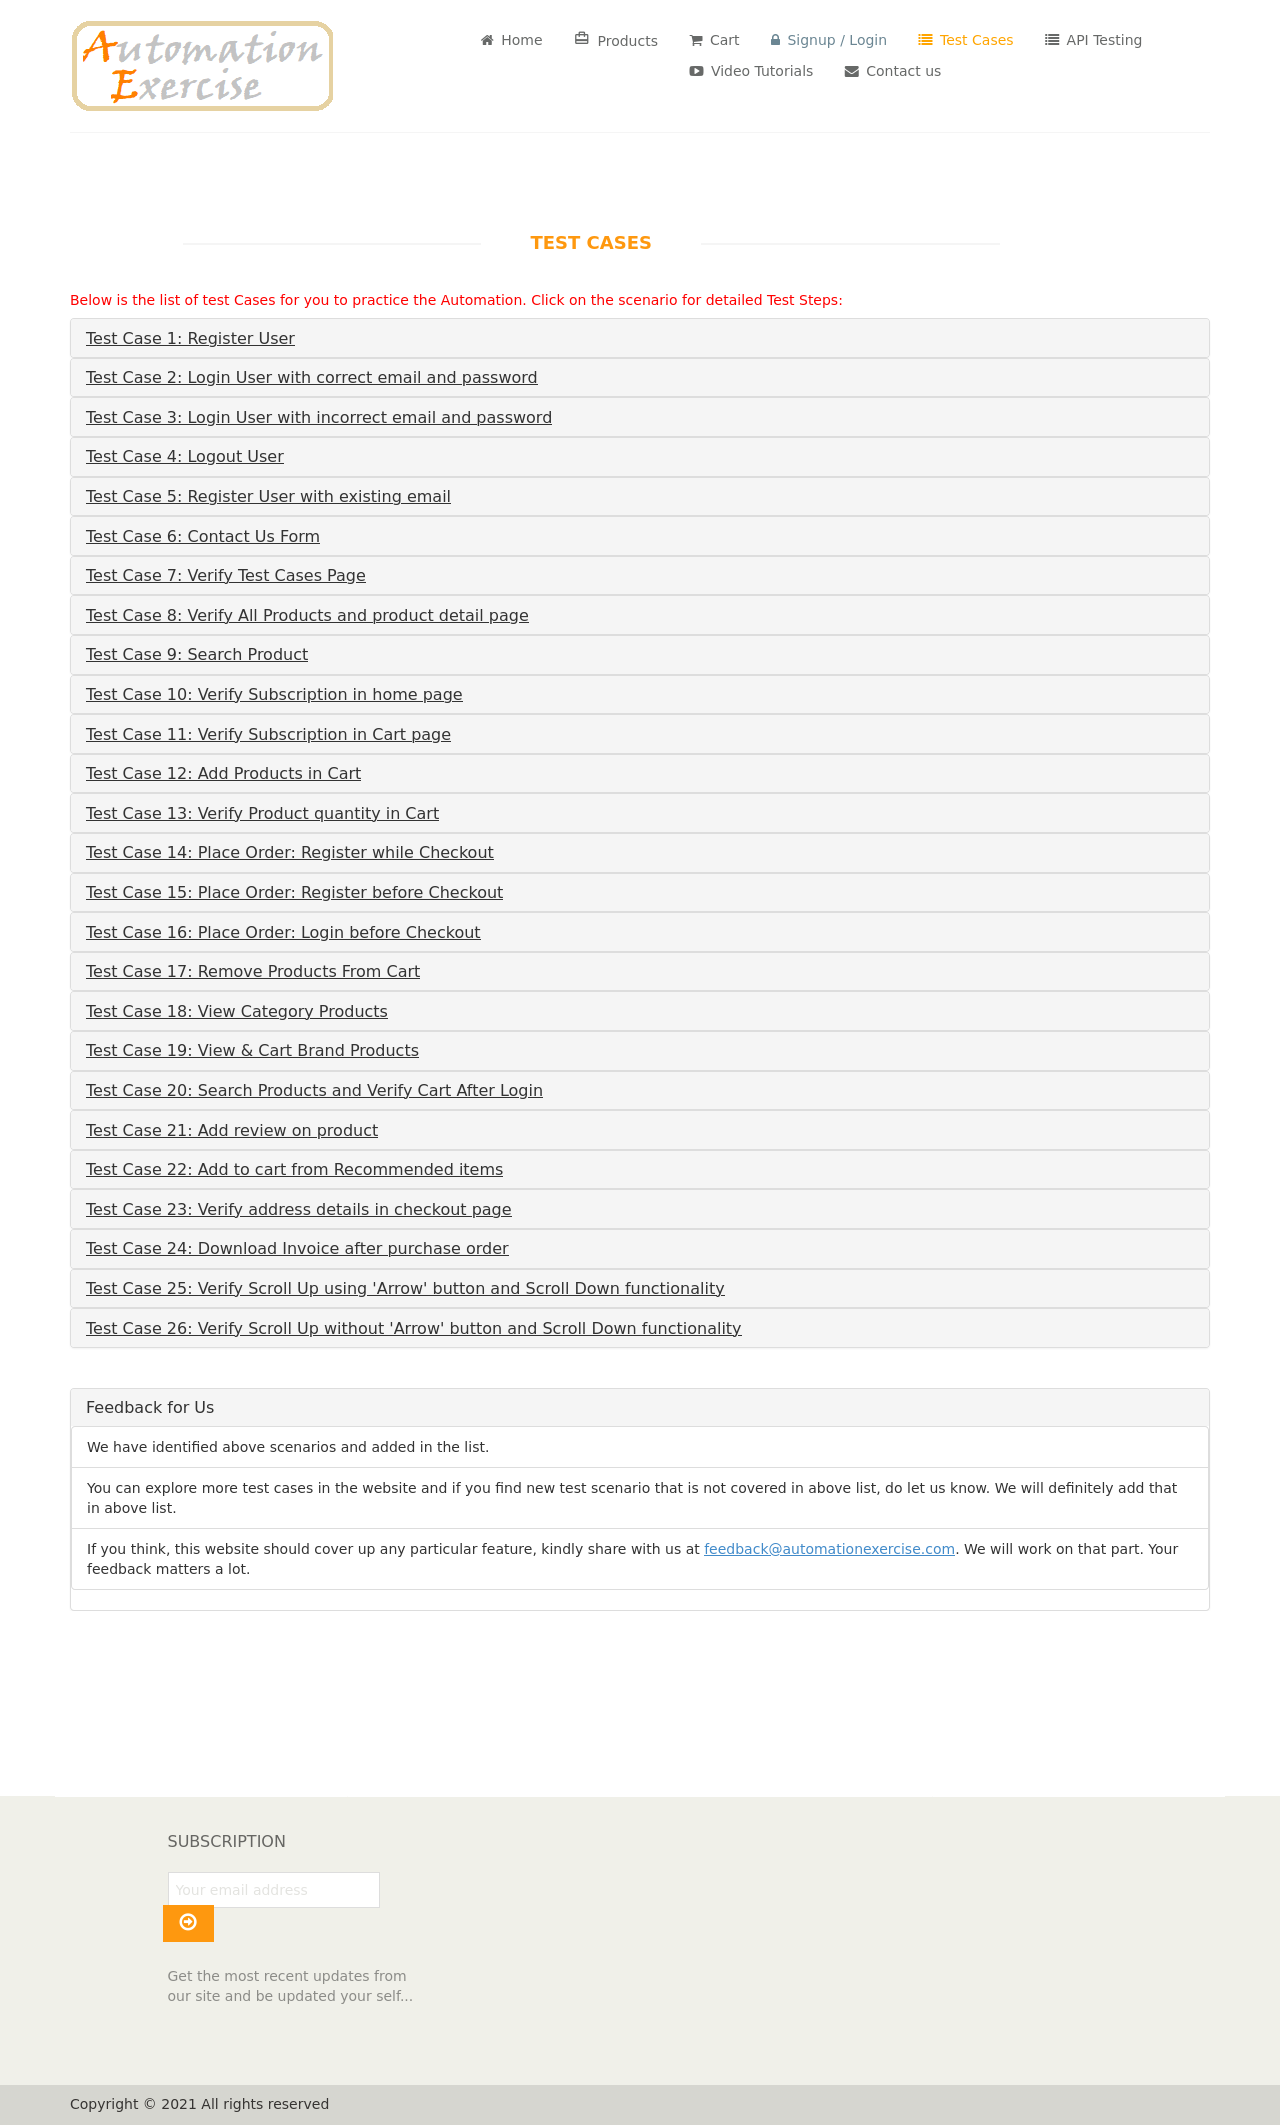 Automation
Exercise
Home
Products
Cart
Signup / Login
Test Cases
API Testing
Video Tutorials
Contact us
TEST CASES
Below is the list of test Cases for you to practice the Automation. Click on the scenario for detailed Test Steps:
Test Case 1: Register User
Test Case 2: Login User with correct email and password
Test Case 3: Login User with incorrect email and password
Test Case 4: Logout User
Test Case 5: Register User with existing email
Test Case 6: Contact Us Form
Test Case 7: Verify Test Cases Page
Test Case 8: Verify All Products and product detail page
Test Case 9: Search Product
Test Case 10: Verify Subscription in home page
Test Case 11: Verify Subscription in Cart page
Test Case 12: Add Products in Cart
Test Case 13: Verify Product quantity in Cart
Test Case 14: Place Order: Register while Checkout
Test Case 15: Place Order: Register before Checkout
Test Case 16: Place Order: Login before Checkout
Test Case 17: Remove Products From Cart
Test Case 18: View Category Products
Test Case 19: View & Cart Brand Products
Test Case 20: Search Products and Verify Cart After Login
Test Case 21: Add review on product
Test Case 22: Add to cart from Recommended items
Test Case 23: Verify address details in checkout page
Test Case 24: Download Invoice after purchase order
Test Case 25: Verify Scroll Up using 'Arrow' button and Scroll Down functionality
Test Case 26: Verify Scroll Up without 'Arrow' button and Scroll Down functionality
Feedback for Us
We have identified above scenarios and added in the list.
You can explore more test cases in the website and if you find new test scenario that is not covered in above list, do let us know. We will definitely add that
in above list.
If you think, this website should cover up any particular feature, kindly share with us at feedback@automationexercise.com. We will work on that part. Your
feedback matters a lot.
SUBSCRIPTION
Your email address
Get the most recent updates from
our site and be updated your self...
Copyright © 2021 All rights reserved